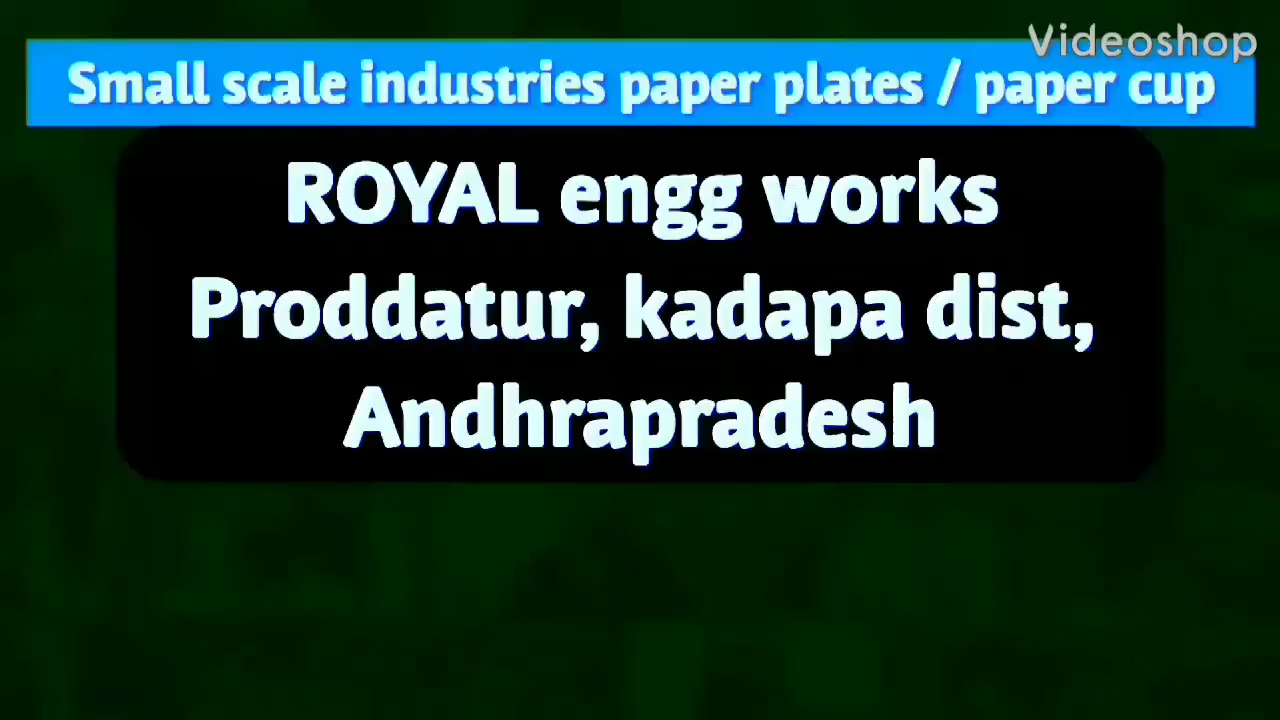 Videoshop
Small scale industries paper plates / paper cup
ROYAL engg works
Proddatur, kadapa dist,
Andhrapradesh